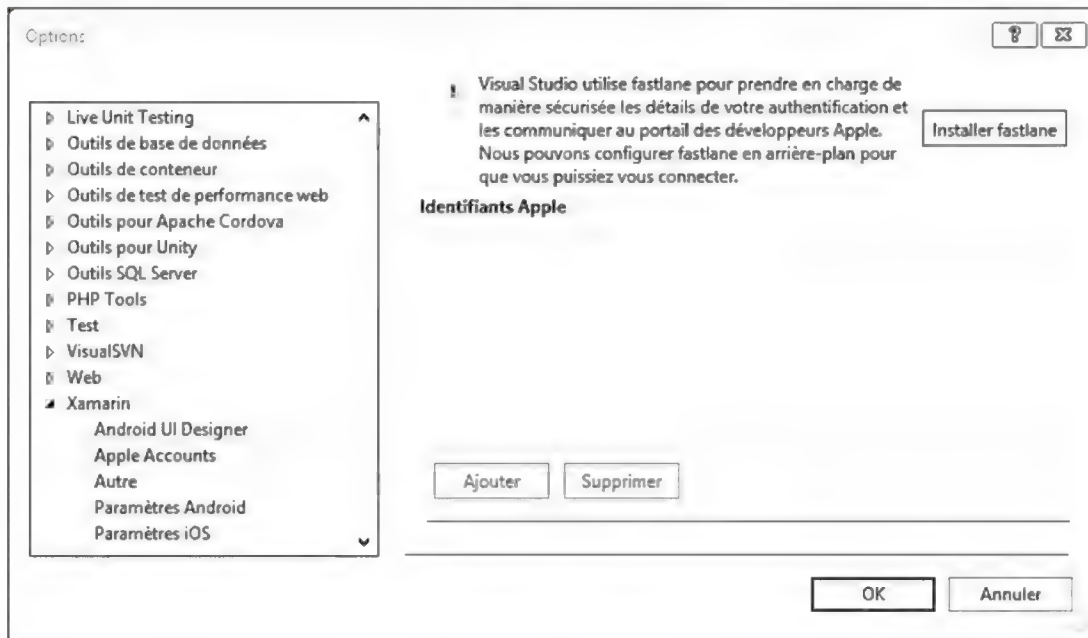 Options
Live Unit Testing
Outils de base de données
Outils de conteneur
Outils de test de performance web
Outils pour Apache Cordova
Outils pour Unity
Outils SQL Server
PHP Tools
Test
VisualSVN
Web
Xamarin
Android UI Designer
Apple Accounts
Autre
Paramètres Android
Paramètres iOS
! Visual Studio utilise fastlane pour prendre en charge de
manière sécurisée les détails de votre authentification et
les communiquer au portail des développeurs Apple.
Nous pouvons configurer fastlane en arrière-plan pour
que vous puissiez vous connecter.
Installer fastlane
Identifiants Apple
Ajouter
Supprimer
OK
Annuler